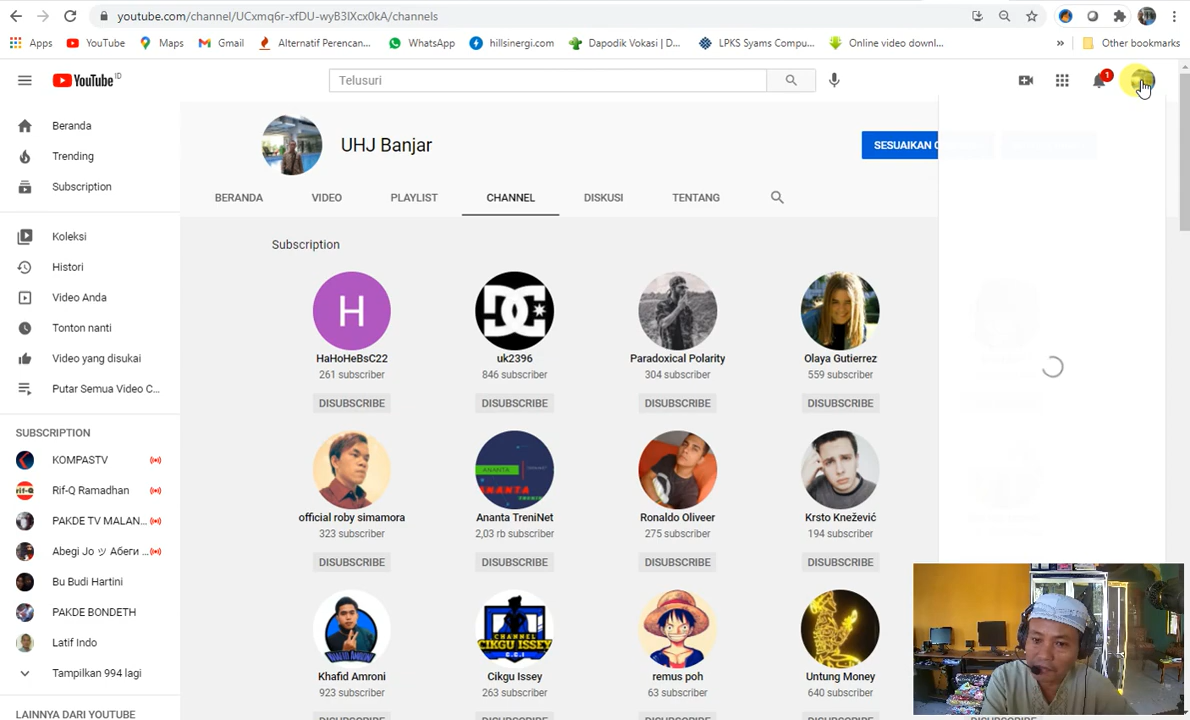 youtube.com/channel/UCxmq6r-xfDU-wyB3lXcx0kA/channels
Apps YouTube Maps Gmail Alternatif Perencan... WhatsApp hillsinergi.com Dapodik Vokasi | D... LPKS Syams Compu... Online video downl... » Other bookmarks
YouTube ID
Telusuri
1
Beranda
Trending
Subscription
Koleksi
Histori
Video Anda
Tonton nanti
Video yang disukai
Putar Semua Video C...
SUBSCRIPTION
KOMPASTV
Rif-Q Ramadhan
PAKDE TV MALAN...
Abegi Jo ツ Абеги ...
Bu Budi Hartini
PAKDE BONDETH
Latif Indo
Tampilkan 994 lagi
LAINNYA DARI YOUTUBE
UHJ Banjar
SESUAIKAN C
BERANDA VIDEO PLAYLIST CHANNEL DISKUSI TENTANG
Subscription
H
HaHoHeBsC22 uk2396 Paradoxical Polarity Olaya Gutierrez
261 subscriber 846 subscriber 304 subscriber 559 subscriber
DISUBSCRIBE DISUBSCRIBE DISUBSCRIBE DISUBSCRIBE
ANANTA
official roby simamora Ananta TreniNet Ronaldo Oliveer Krsto Knežević
323 subscriber 2,03 rb subscriber 275 subscriber 194 subscriber
DISUBSCRIBE DISUBSCRIBE DISUBSCRIBE DISUBSCRIBE
KHAFID AMRONI
CHANNEL
CIKGU ISSEY
C.C.I
Khafid Amroni Cikgu Issey remus poh Untung Money
923 subscriber 263 subscriber 63 subscriber 640 subscriber